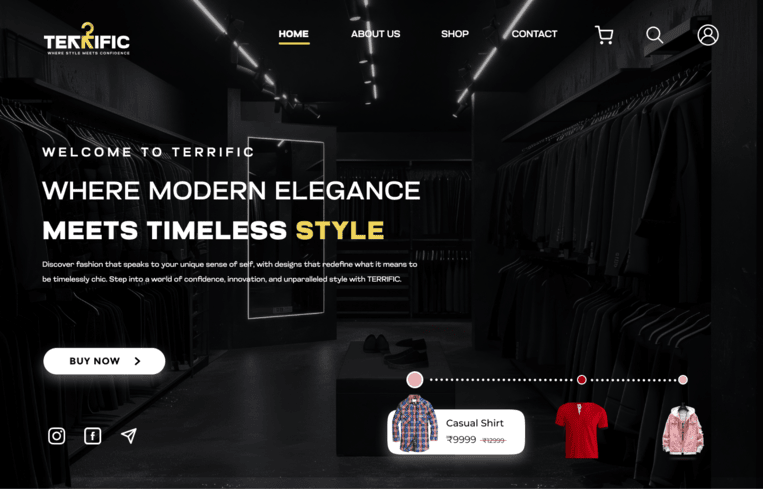 TERRIFIC
WHERE STYLE MEETS CONFIDENCE
HOME
ABOUT US
SHOP
CONTACT
WELCOME TO TERRIFIC
WHERE MODERN ELEGANCE
MEETS TIMELESS STYLE
Discover fashion that speaks to your unique sense of self, with designs that redefine what it means to
be timelessly chic. Step into a world of confidence, innovation, and unparalleled style with TERRIFIC.
BUY NOW
Casual Shirt
₹9999 ₹12999